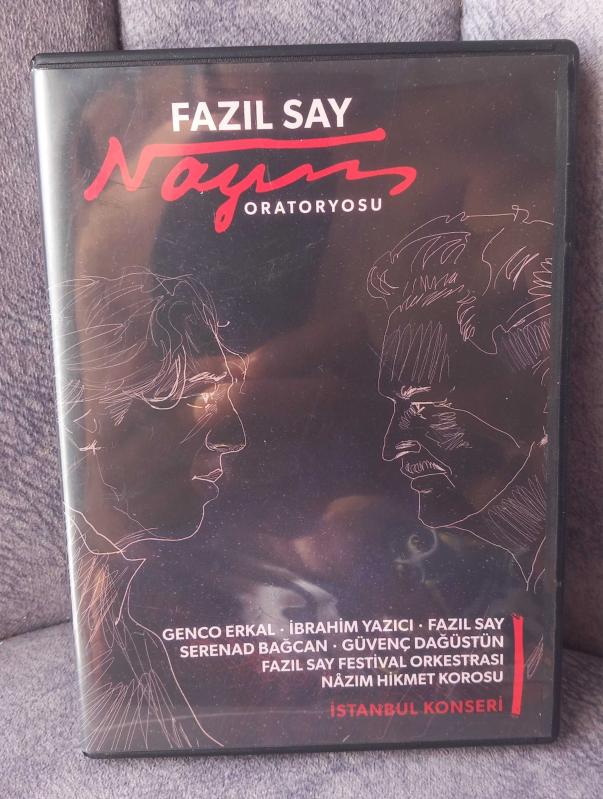 FAZIL SAY
Nazım
ORATORYOSU
GENCO ERKAL · İBRAHİM YAZICI · FAZIL SAY
SERENAD BAĞCAN · GÜVENÇ DAĞÜSTÜN
FAZIL SAY FESTİVAL ORKESTRASI
NÂZIM HİKMET KOROSU
İSTANBUL KONSERİ